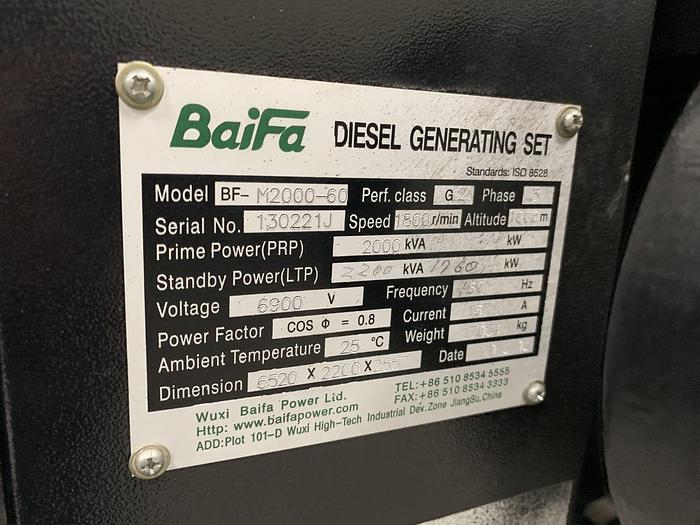 BaiFa DIESEL GENERATING SET
Standards: ISO 8528
Model BF- M2000-60 Perf. class G Phase
Serial No. 130221J Speed 1800 r/min Altitude m
Prime Power(PRP) 2000 kVA kW
Standby Power(LTP) 2200 kVA 1760 kW
Voltage 6900 V Frequency Hz
Power Factor COS Φ = 0.8 Current A
Ambient Temperature 25 °C Weight kg
Dimension 6520 X 2200 X 2557 Date
Wuxi Baifa Power Ltd. TEL:+86 510 8534 5555
Http: www.baifapower.com FAX:+86 510 8534 3333
ADD:Plot 101-D Wuxi High-Tech Industrial Dev.Zone JiangSu,China